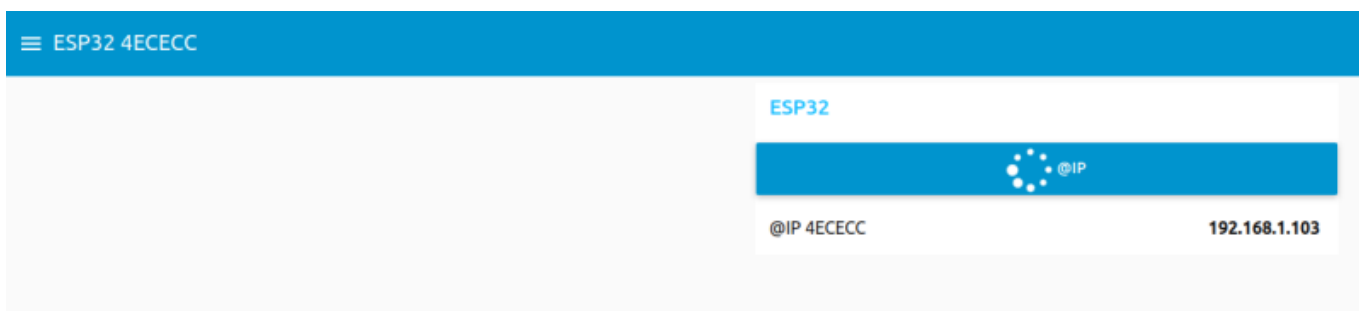 ESP32 4ECECC
ESP32
@IP
@IP 4ECECC 192.168.1.103